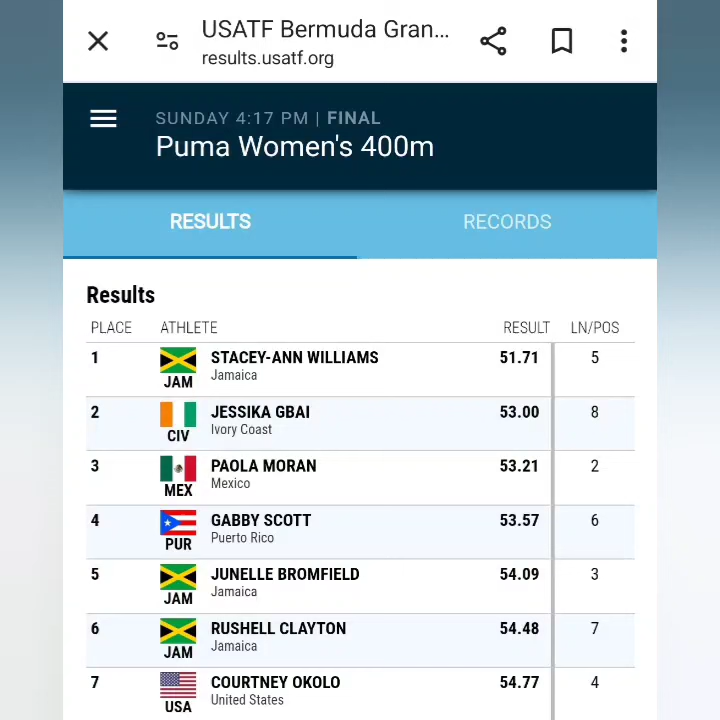 USATF Bermuda Gran...
results.usatf.org
SUNDAY 4:17 PM | FINAL
Puma Women's 400m
RESULTS RECORDS
Results
PLACE ATHLETE RESULT LN/POS
1 STACEY-ANN WILLIAMS 51.71 5
JAM Jamaica
2 JESSIKA GBAI 53.00 8
CIV Ivory Coast
3 PAOLA MORAN 53.21 2
MEX Mexico
4 GABBY SCOTT 53.57 6
PUR Puerto Rico
5 JUNELLE BROMFIELD 54.09 3
JAM Jamaica
6 RUSHELL CLAYTON 54.48 7
JAM Jamaica
7 COURTNEY OKOLO 54.77 4
USA United States